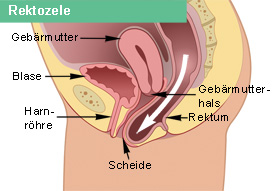 Rektozele
Gebärmutter
Blase
Harn-
röhre
Gebärmutter-
hals
Rektum
Scheide